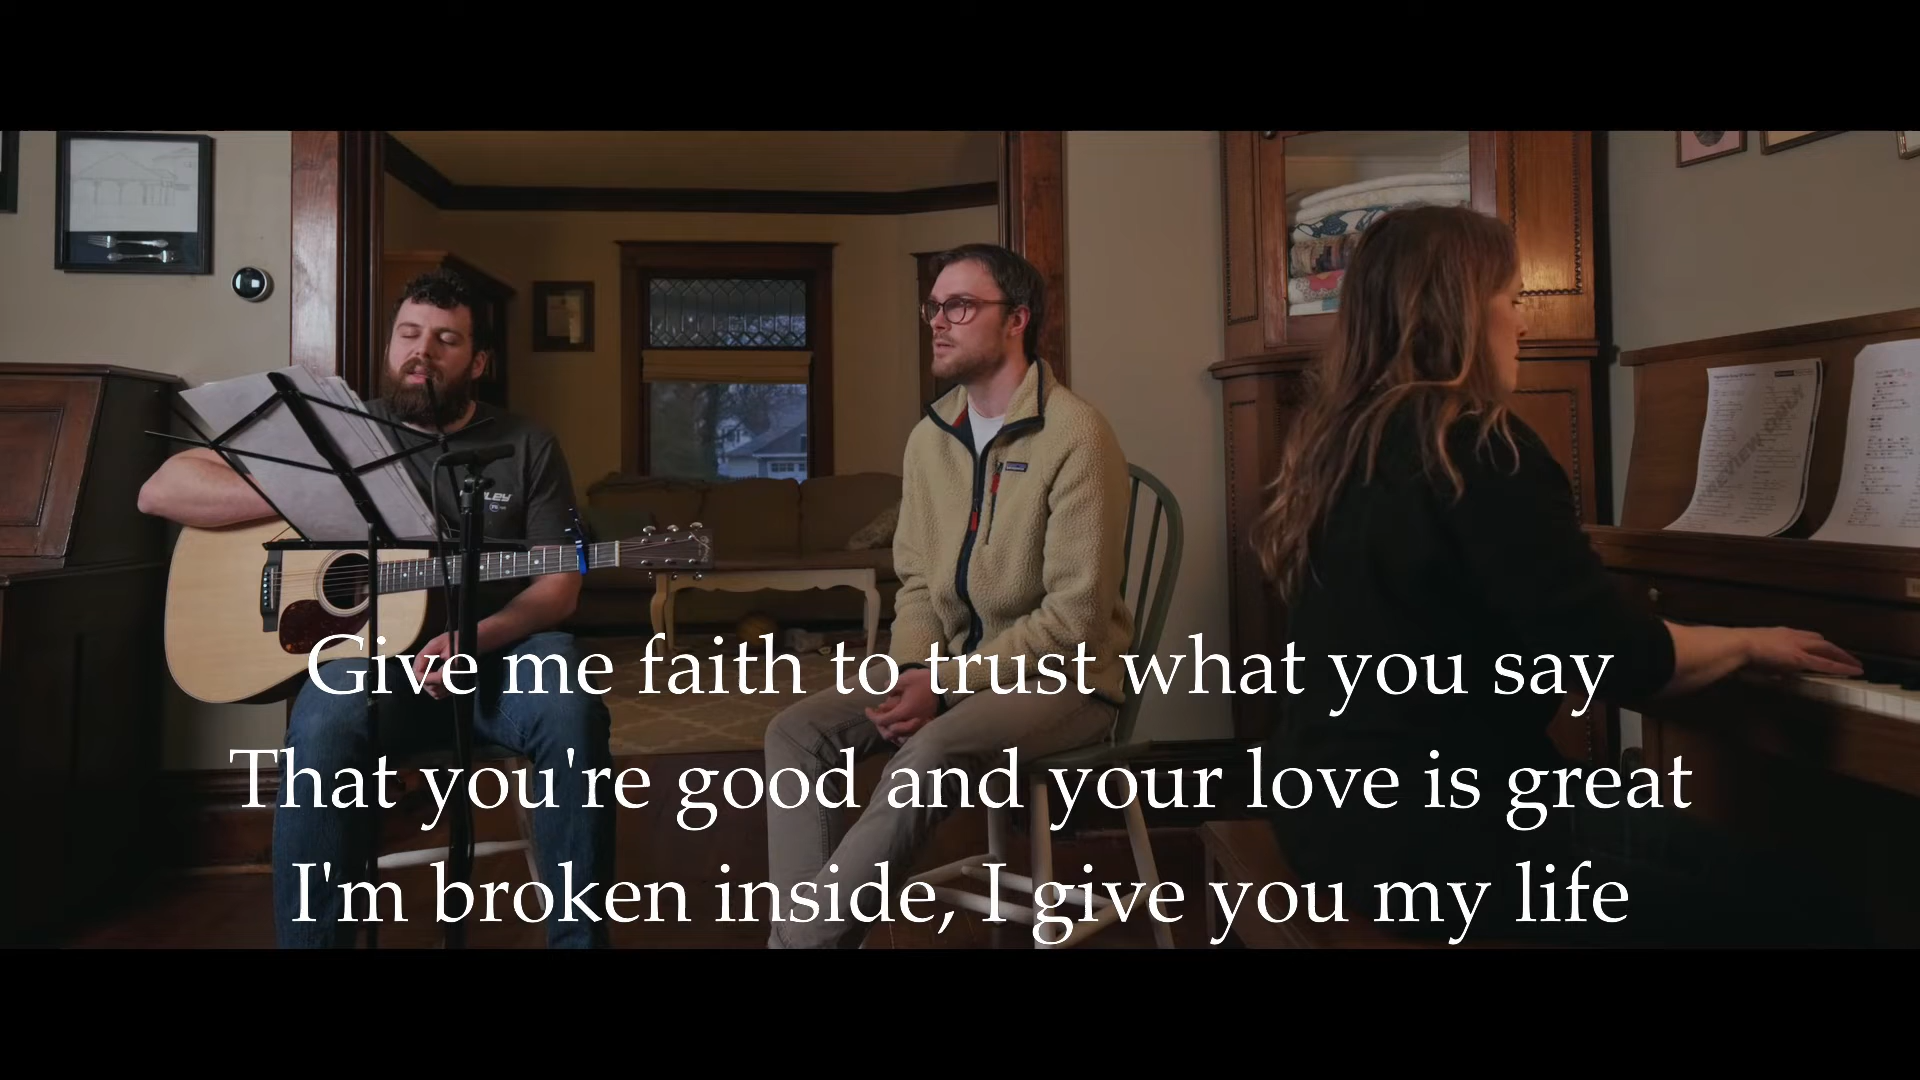 Give me faith to trust what you say
That you're good and your love is great
I'm broken inside, I give you my life